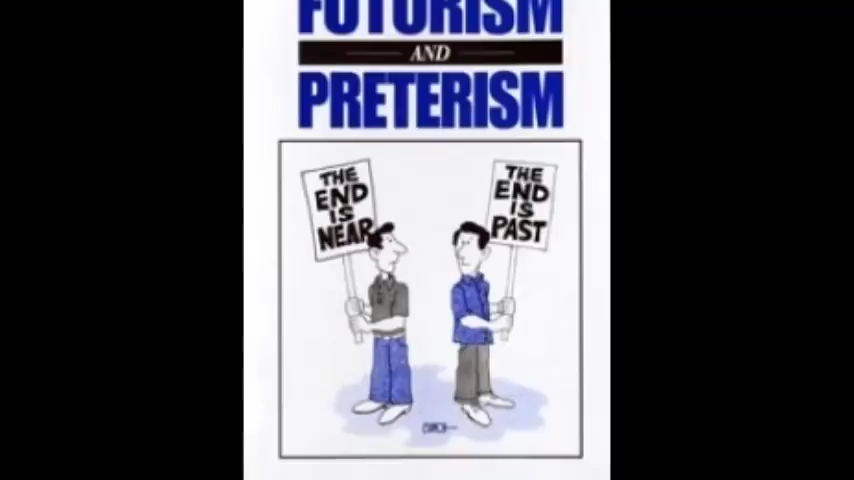 FUTURISM
AND
PRETERISM
THE
END
IS
NEAR
THE
END
IS
PAST